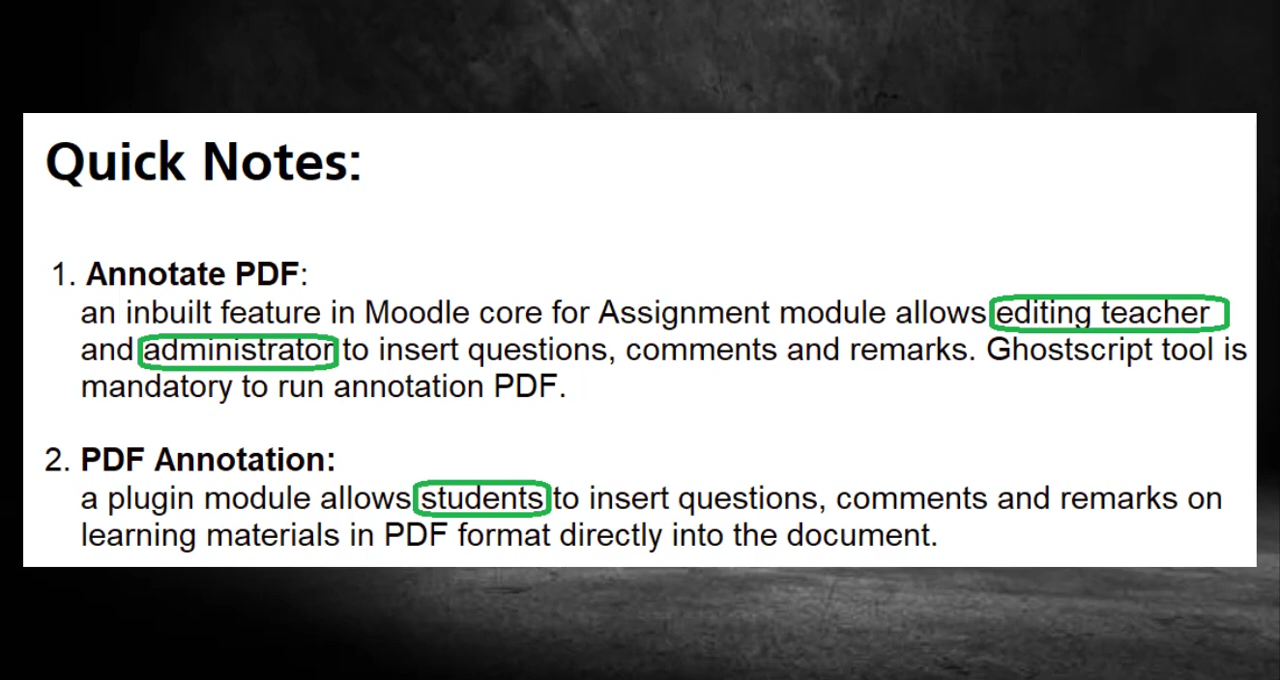 Quick Notes:
1. Annotate PDF:
an inbuilt feature in Moodle core for Assignment module allows editing teacher
and administrator to insert questions, comments and remarks. Ghostscript tool is
mandatory to run annotation PDF.
2. PDF Annotation:
a plugin module allows students to insert questions, comments and remarks on
learning materials in PDF format directly into the document.